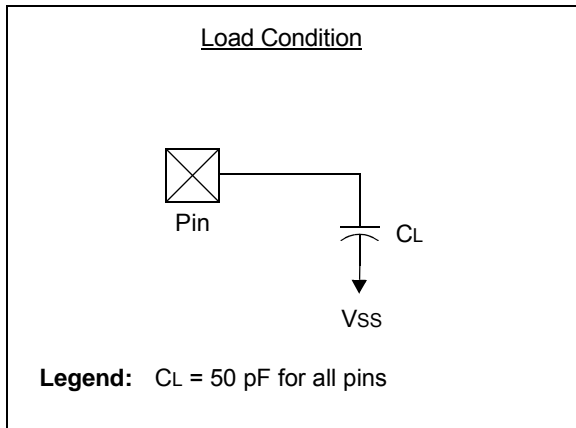 Load Condition
Pin
CL
VSS
Legend: CL = 50 pF for all pins